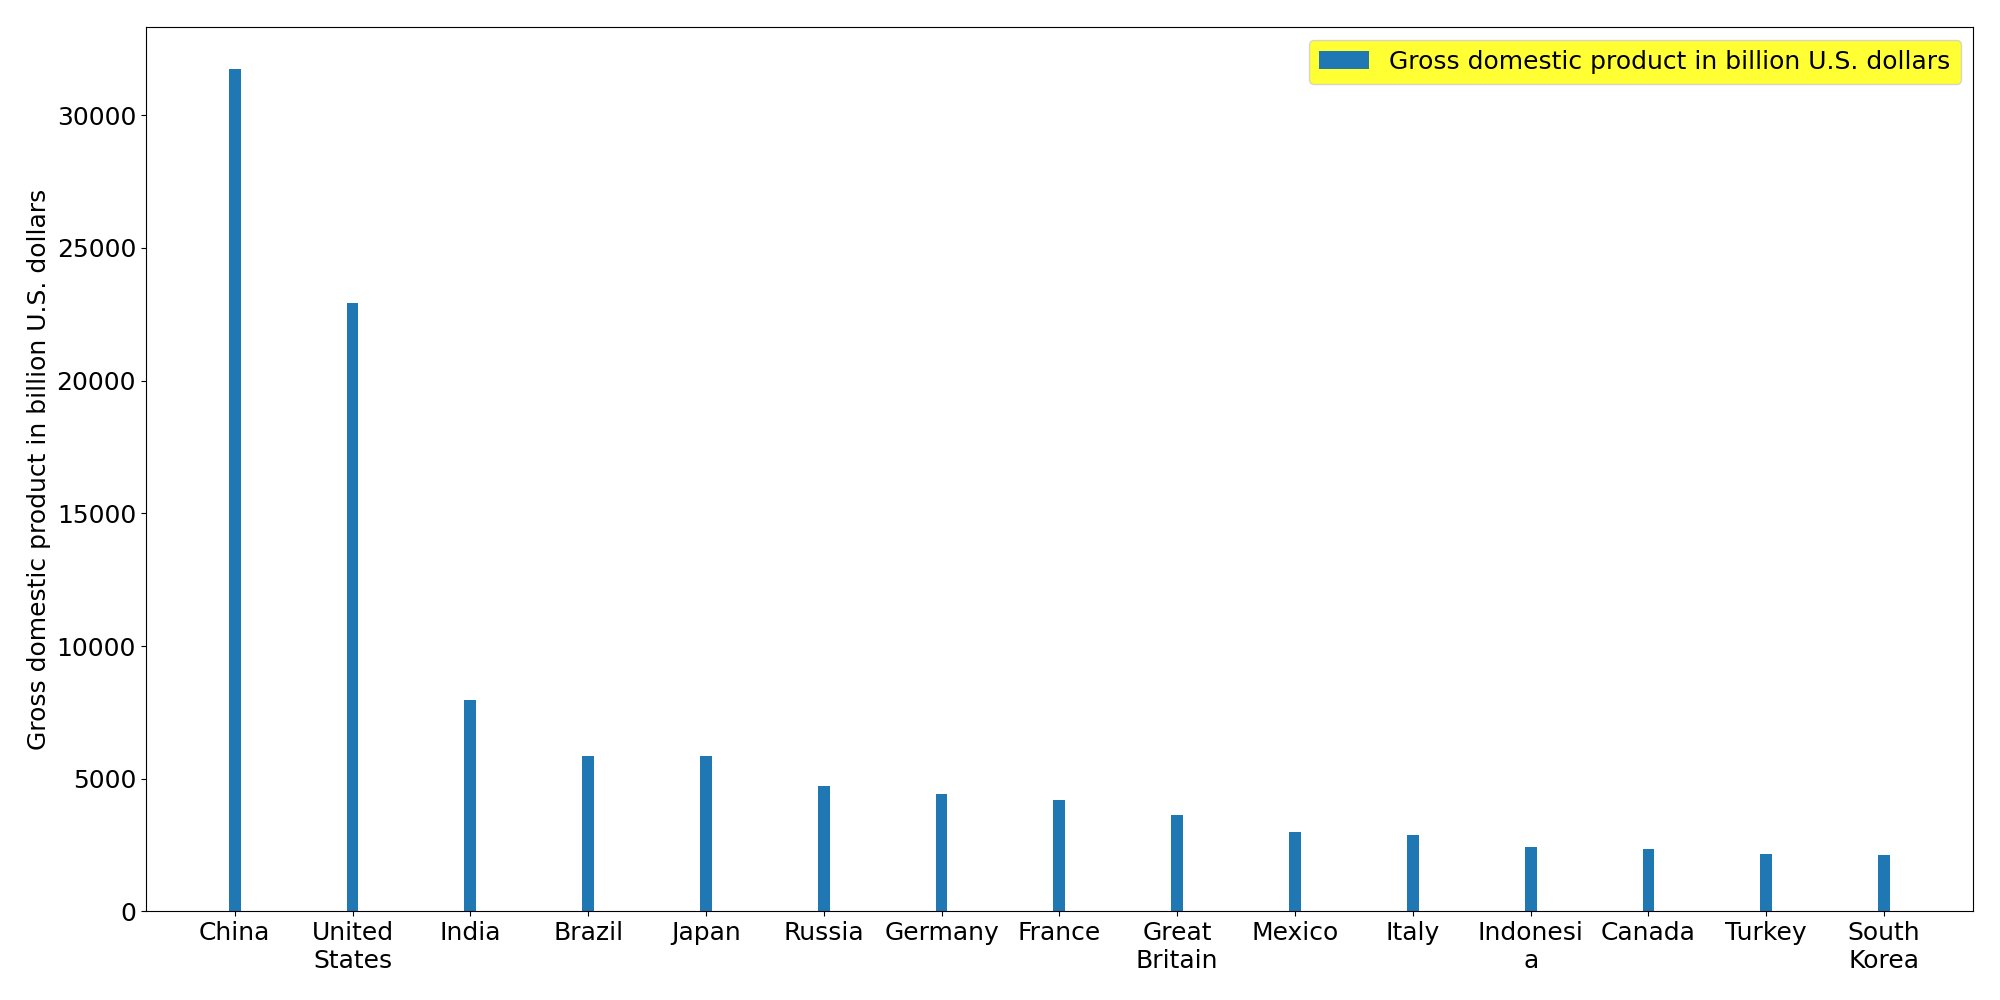 Gross domestic product in billion U.S. dollars
Gross domestic product in billion U.S. dollars
30000
25000
20000
15000
10000
5000
0
China
United
States
India
Brazil
Japan
Russia
Germany
France
Great
Britain
Mexico
Italy
Indonesi
a
Canada
Turkey
South
Korea